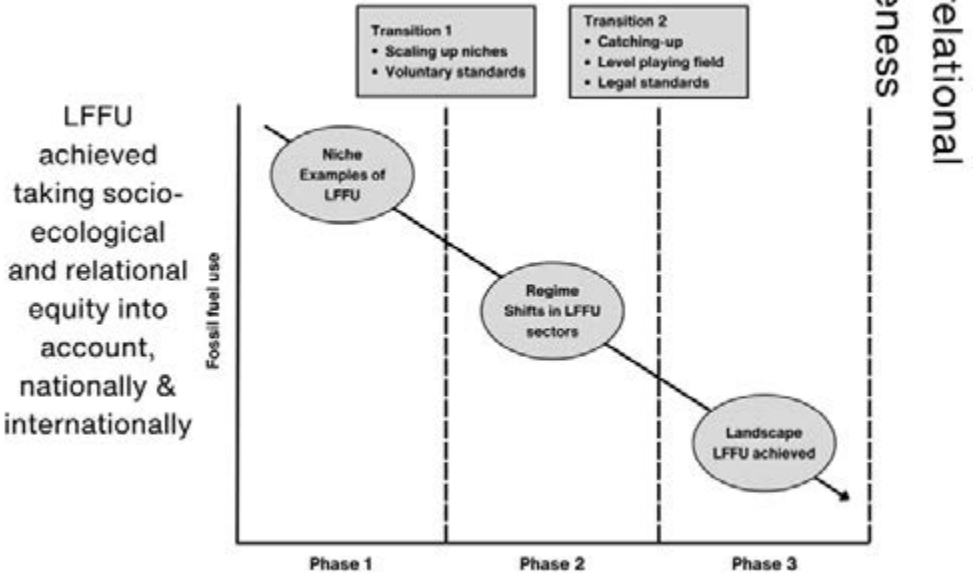 Transition 1
• Scaling up niches
• Voluntary standards
Transition 2
• Catching-up
• Level playing field
• Legal standards
relational
LFFU
achieved
taking socio-
ecological
and relational
equity into
account,
nationally &
internationally
Fossil fuel use
Niche
Examples of
LFFU
Regime
Shifts in LFFU
sectors
Landscape
LFFU achieved
Phase 1
Phase 2
Phase 3